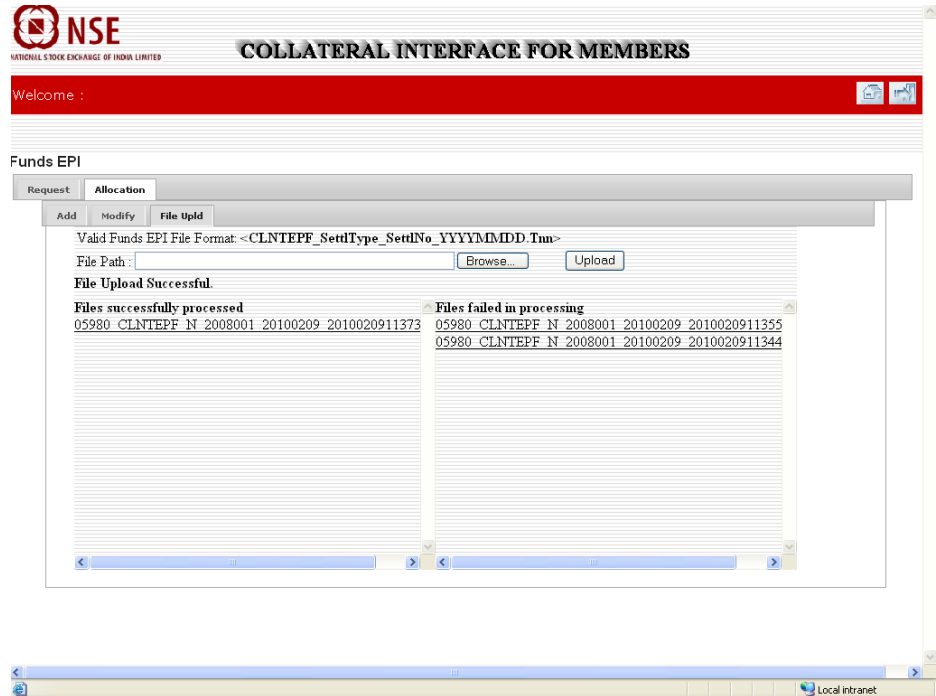 NSE
NATIONAL STOCK EXCHANGE OF INDIA LIMITED
COLLATERAL INTERFACE FOR MEMBERS
Welcome :
Funds EPI
Request Allocation
Add Modify File Upld
Valid Funds EPI File Format: <CLNTEPF_SettlType_SettlNo_YYYYMMDD.Tnn>
File Path : Browse... Upload
File Upload Successful.
Files successfully processed
05980_CLNTEPF_N_2008001_20100209_2010020911373
Files failed in processing
05980_CLNTEPF_N_2008001_20100209_2010020911355
05980_CLNTEPF_N_2008001_20100209_2010020911344
Local intranet